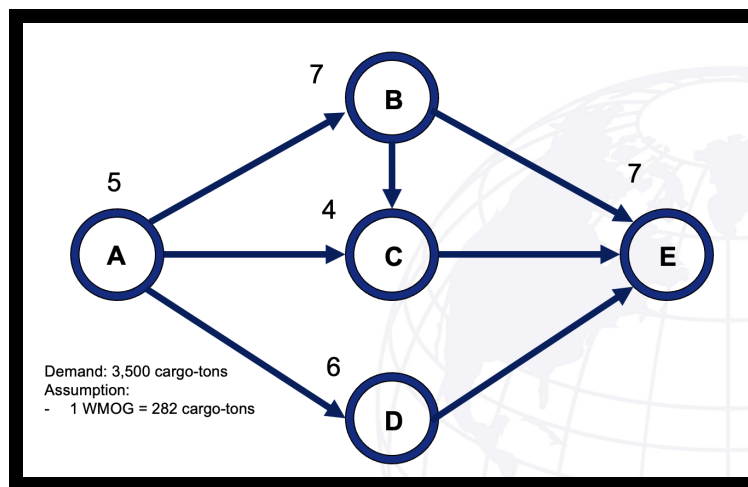 7
B
5
7
4
A
C
E
6
Demand: 3,500 cargo-tons
Assumption:
- 1 WMOG = 282 cargo-tons
D